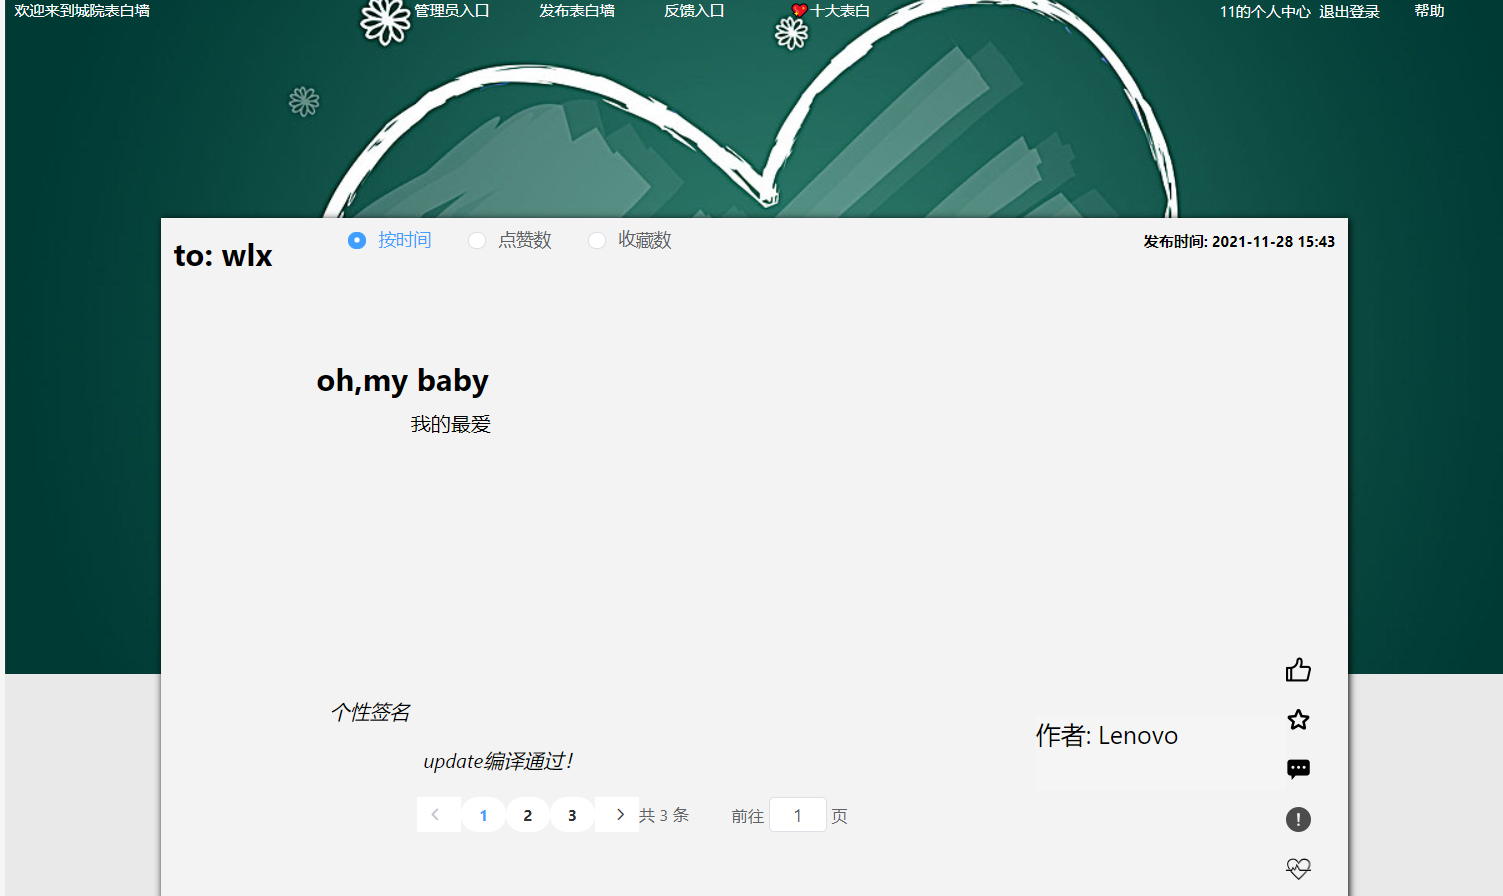 欢迎来到城院表白墙 管理员入口 发布表白墙 反馈入口 十大表白 11的个人中心 退出登录 帮助
to: wlx 按时间 点赞数 收藏数 发布时间: 2021-11-28 15:43
oh,my baby
我的最爱
个性签名
作者: Lenovo
update编译通过！
1 2 3 共 3 条 前往 1 页